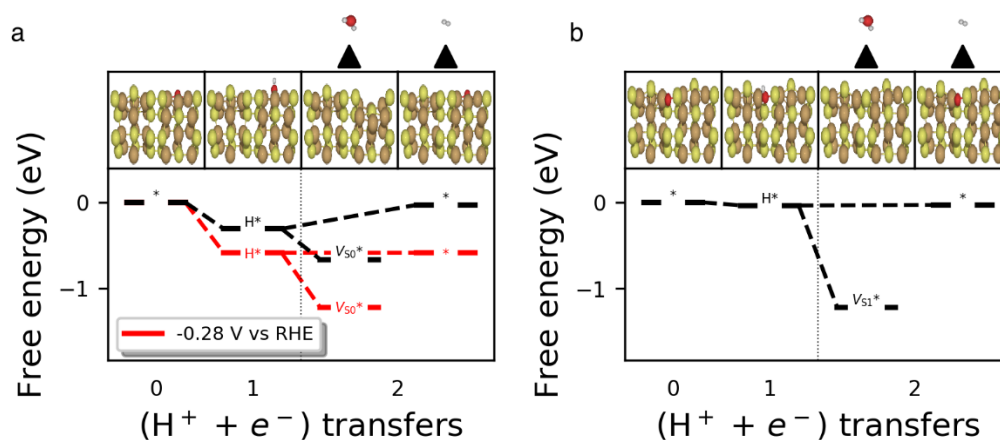 a
Free energy (eV)
0
−1
*
H*
V_S0*
*
H*
V_S0*
*
-0.28 V vs RHE
0 1 2
(H⁺ + e⁻) transfers
b
Free energy (eV)
0
−1
*
H*
V_S1*
*
0 1 2
(H⁺ + e⁻) transfers